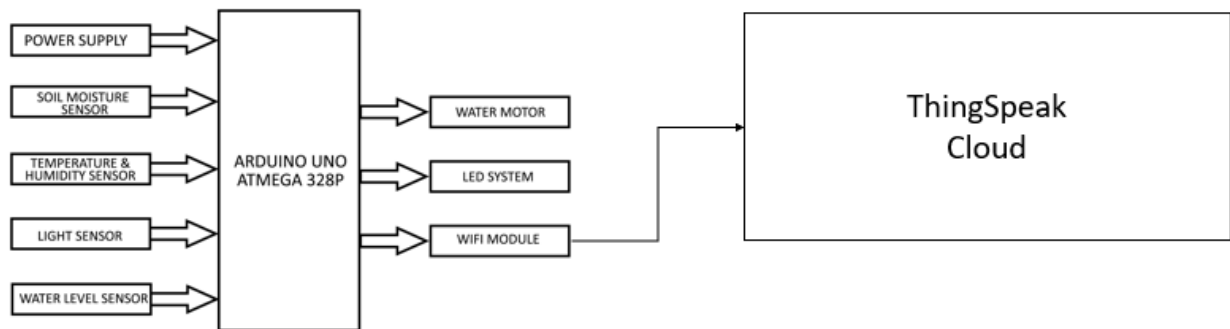 POWER SUPPLY
SOIL MOISTURE
SENSOR
TEMPERATURE &
HUMIDITY SENSOR
LIGHT SENSOR
WATER LEVEL SENSOR
ARDUINO UNO
ATMEGA 328P
WATER MOTOR
LED SYSTEM
WIFI MODULE
ThingSpeak
Cloud